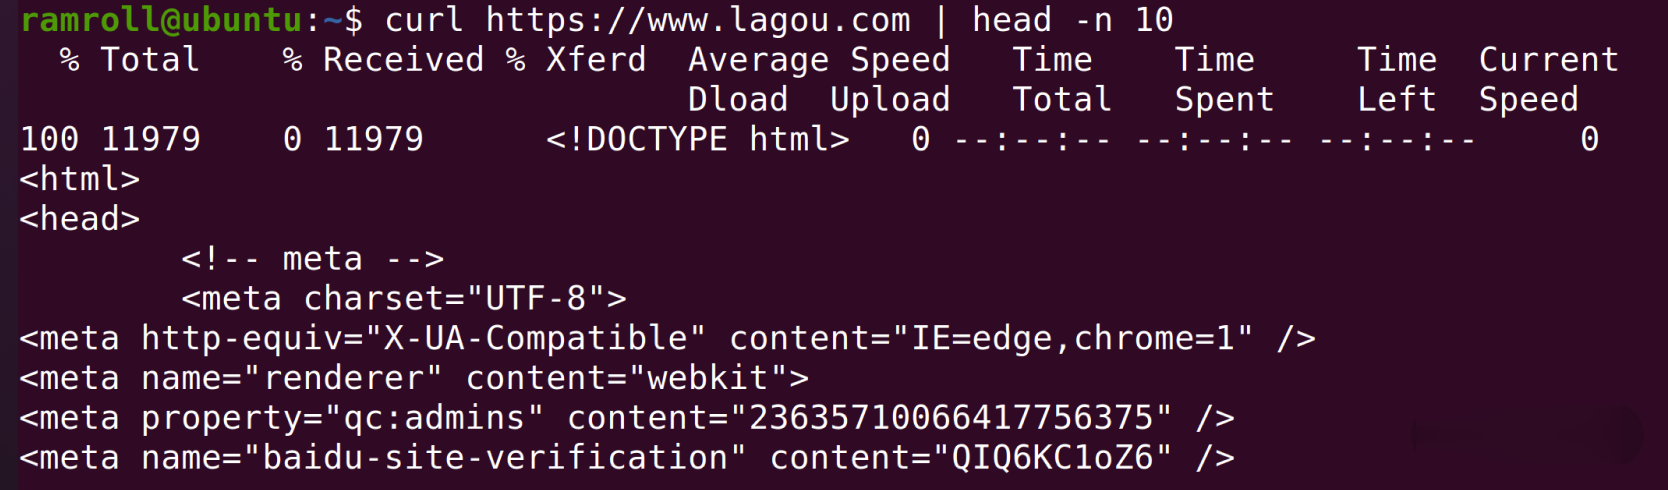 ramroll@ubuntu:~$ curl https://www.lagou.com | head -n 10
  % Total    % Received % Xferd  Average Speed   Time    Time     Time  Current
                                 Dload  Upload   Total   Spent    Left  Speed
100 11979    0 11979      <!DOCTYPE html>   0 --:--:-- --:--:-- --:--:--     0
<html>
<head>
        <!-- meta -->
        <meta charset="UTF-8">
<meta http-equiv="X-UA-Compatible" content="IE=edge,chrome=1" />
<meta name="renderer" content="webkit">
<meta property="qc:admins" content="23635710066417756375" />
<meta name="baidu-site-verification" content="QIQ6KC1oZ6" />